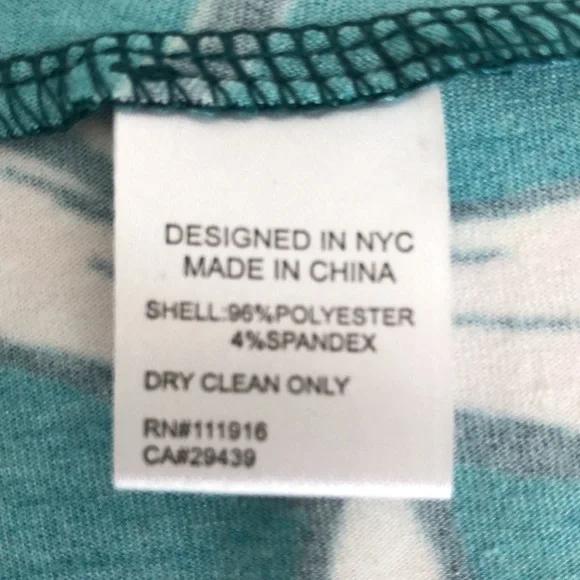 DESIGNED IN NYC
MADE IN CHINA
SHELL:96%POLYESTER
4%SPANDEX
DRY CLEAN ONLY
RN#111916
CA#29439